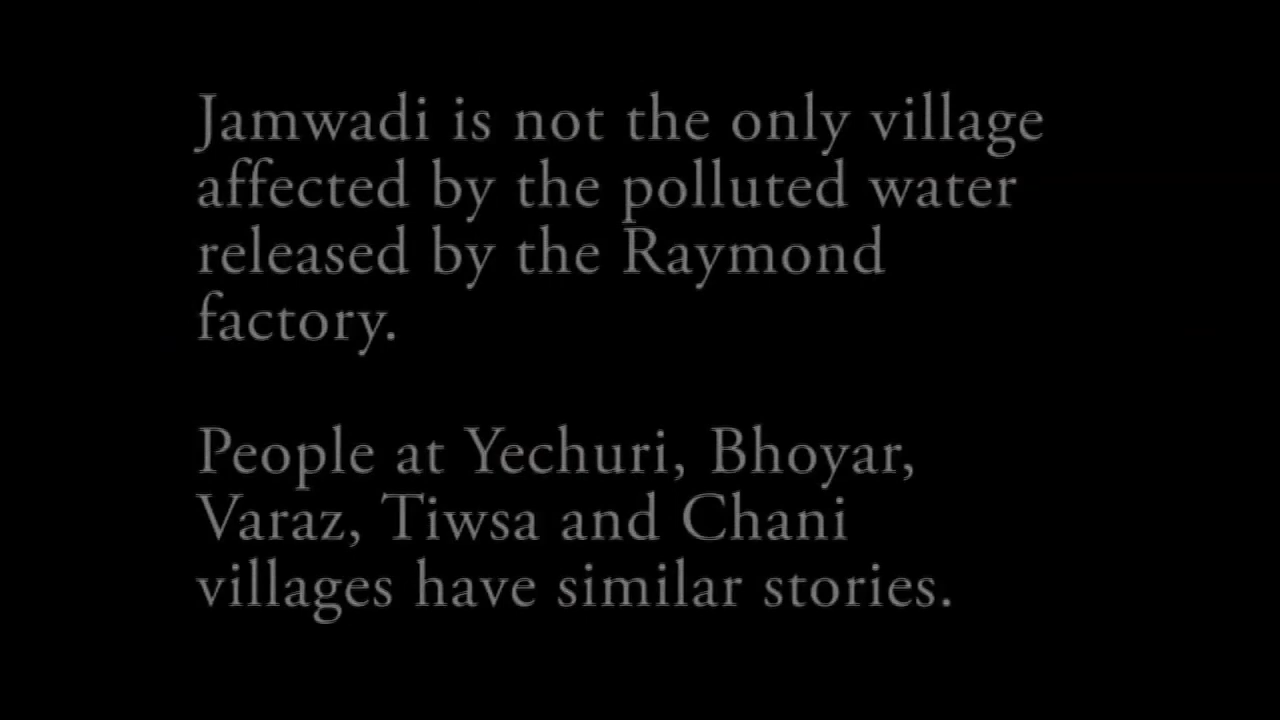 Jamwadi is not the only village
affected by the polluted water
released by the Raymond
factory.
People at Yechuri, Bhoyar,
Varaz, Tiwsa and Chani
villages have similar stories.